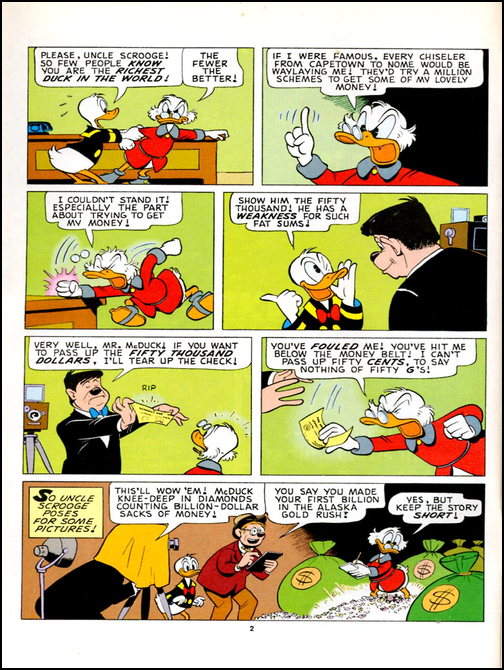 PLEASE, UNCLE SCROOGE!
SO FEW PEOPLE KNOW
YOU ARE THE RICHEST
DUCK IN THE WORLD!
THE
FEWER
THE
BETTER!
IF I WERE FAMOUS, EVERY CHISELER
FROM CAPETOWN TO NOME WOULD BE
WAYLAYING ME! THEY'D TRY A MILLION
SCHEMES TO GET SOME OF MY LOVELY
MONEY!
I COULDN'T STAND IT!
ESPECIALLY THE PART
ABOUT TRYING TO GET
MY MONEY!
SHOW HIM THE FIFTY
THOUSAND! HE HAS A
WEAKNESS FOR SUCH
FAT SUMS!
VERY WELL, MR. McDUCK! IF YOU WANT
TO PASS UP THE FIFTY THOUSAND
DOLLARS, I'LL TEAR UP THE CHECK!
RIP
YOU'VE FOULED ME! YOU'VE HIT ME
BELOW THE MONEY BELT! I CAN'T
PASS UP FIFTY CENTS, TO SAY
NOTHING OF FIFTY G'S!
SO UNCLE
SCROOGE
POSES
FOR SOME
PICTURES!
THIS'LL WOW 'EM! McDUCK
KNEE-DEEP IN DIAMONDS
COUNTING BILLION-DOLLAR
SACKS OF MONEY!
YOU SAY YOU MADE
YOUR FIRST BILLION
IN THE ALASKA
GOLD RUSH?
YES, BUT
KEEP THE STORY
SHORT!
$
$
$
2